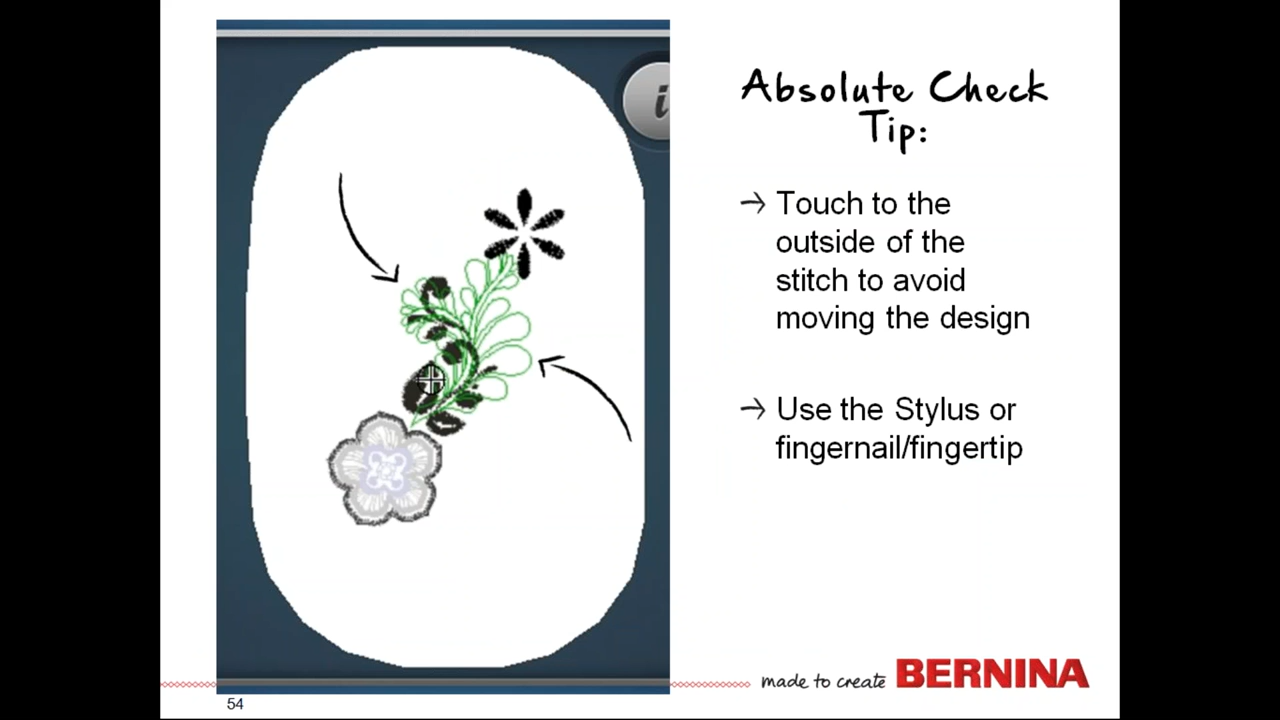 i
Absolute Check
Tip:
→ Touch to the
outside of the
stitch to avoid
moving the design
→ Use the Stylus or
fingernail/fingertip
made to create BERNINA
54